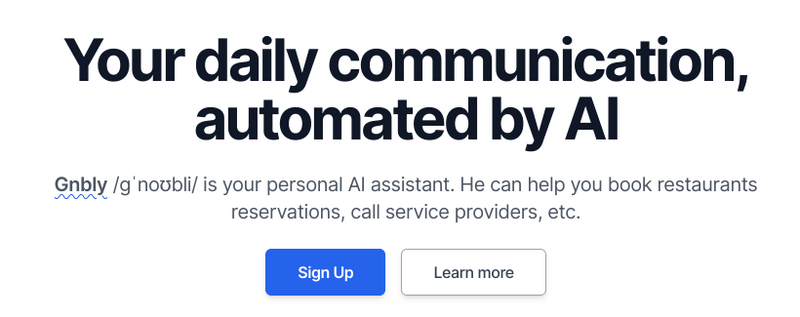 Your daily communication,
automated by AI
Gnbly /gˈnoʊbli/ is your personal AI assistant. He can help you book restaurants
reservations, call service providers, etc.
Sign Up
Learn more